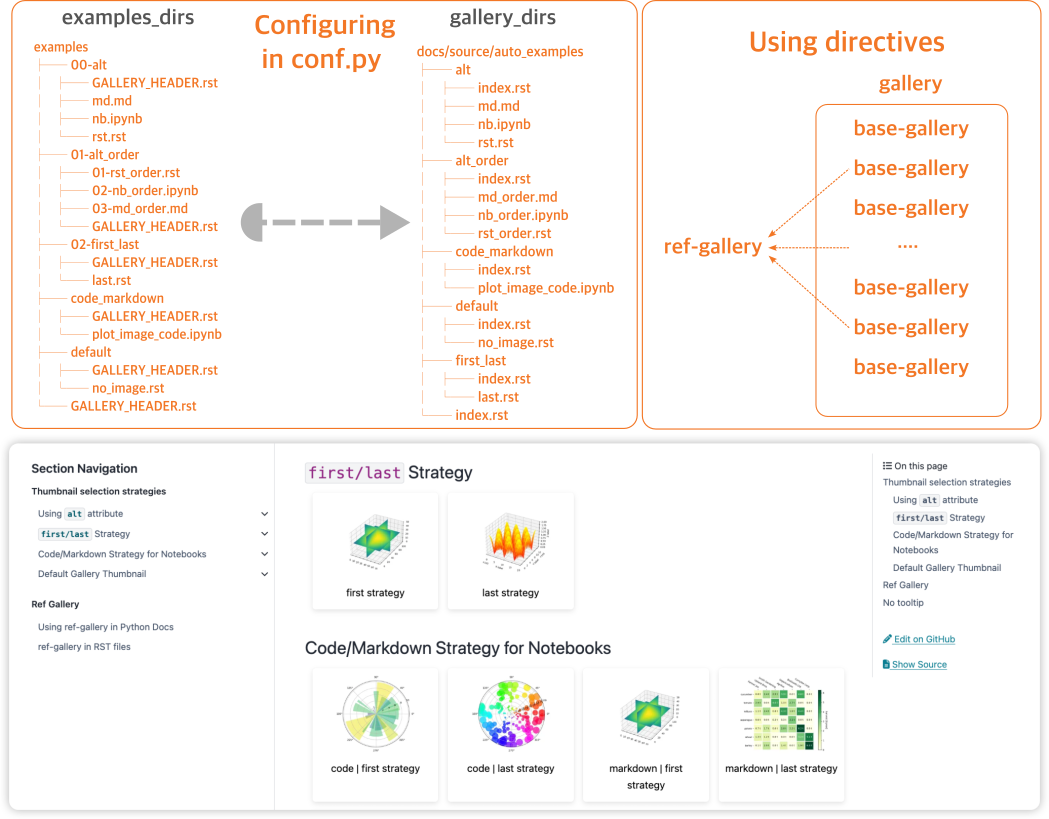 examples_dirs
Configuring
in conf.py
gallery_dirs
examples
00-alt
GALLERY_HEADER.rst
md.md
nb.ipynb
rst.rst
01-alt_order
01-rst_order.rst
02-nb_order.ipynb
03-md_order.md
GALLERY_HEADER.rst
02-first_last
GALLERY_HEADER.rst
last.rst
code_markdown
GALLERY_HEADER.rst
plot_image_code.ipynb
default
GALLERY_HEADER.rst
no_image.rst
GALLERY_HEADER.rst
docs/source/auto_examples
alt
index.rst
md.md
nb.ipynb
rst.rst
alt_order
index.rst
md_order.md
nb_order.ipynb
rst_order.rst
code_markdown
index.rst
plot_image_code.ipynb
default
index.rst
no_image.rst
first_last
index.rst
last.rst
index.rst
Using directives
gallery
base-gallery
base-gallery
base-gallery
....
base-gallery
base-gallery
base-gallery
ref-gallery
Section Navigation
Thumbnail selection strategies
Using alt attribute
first/last Strategy
Code/Markdown Strategy for Notebooks
Default Gallery Thumbnail
Ref Gallery
Using ref-gallery in Python Docs
ref-gallery in RST files
first/last Strategy
first strategy
last strategy
Code/Markdown Strategy for Notebooks
code | first strategy
code | last strategy
markdown | first
strategy
markdown | last strategy
On this page
Thumbnail selection strategies
Using alt attribute
first/last Strategy
Code/Markdown Strategy for
Notebooks
Default Gallery Thumbnail
Ref Gallery
No tooltip
Edit on GitHub
Show Source